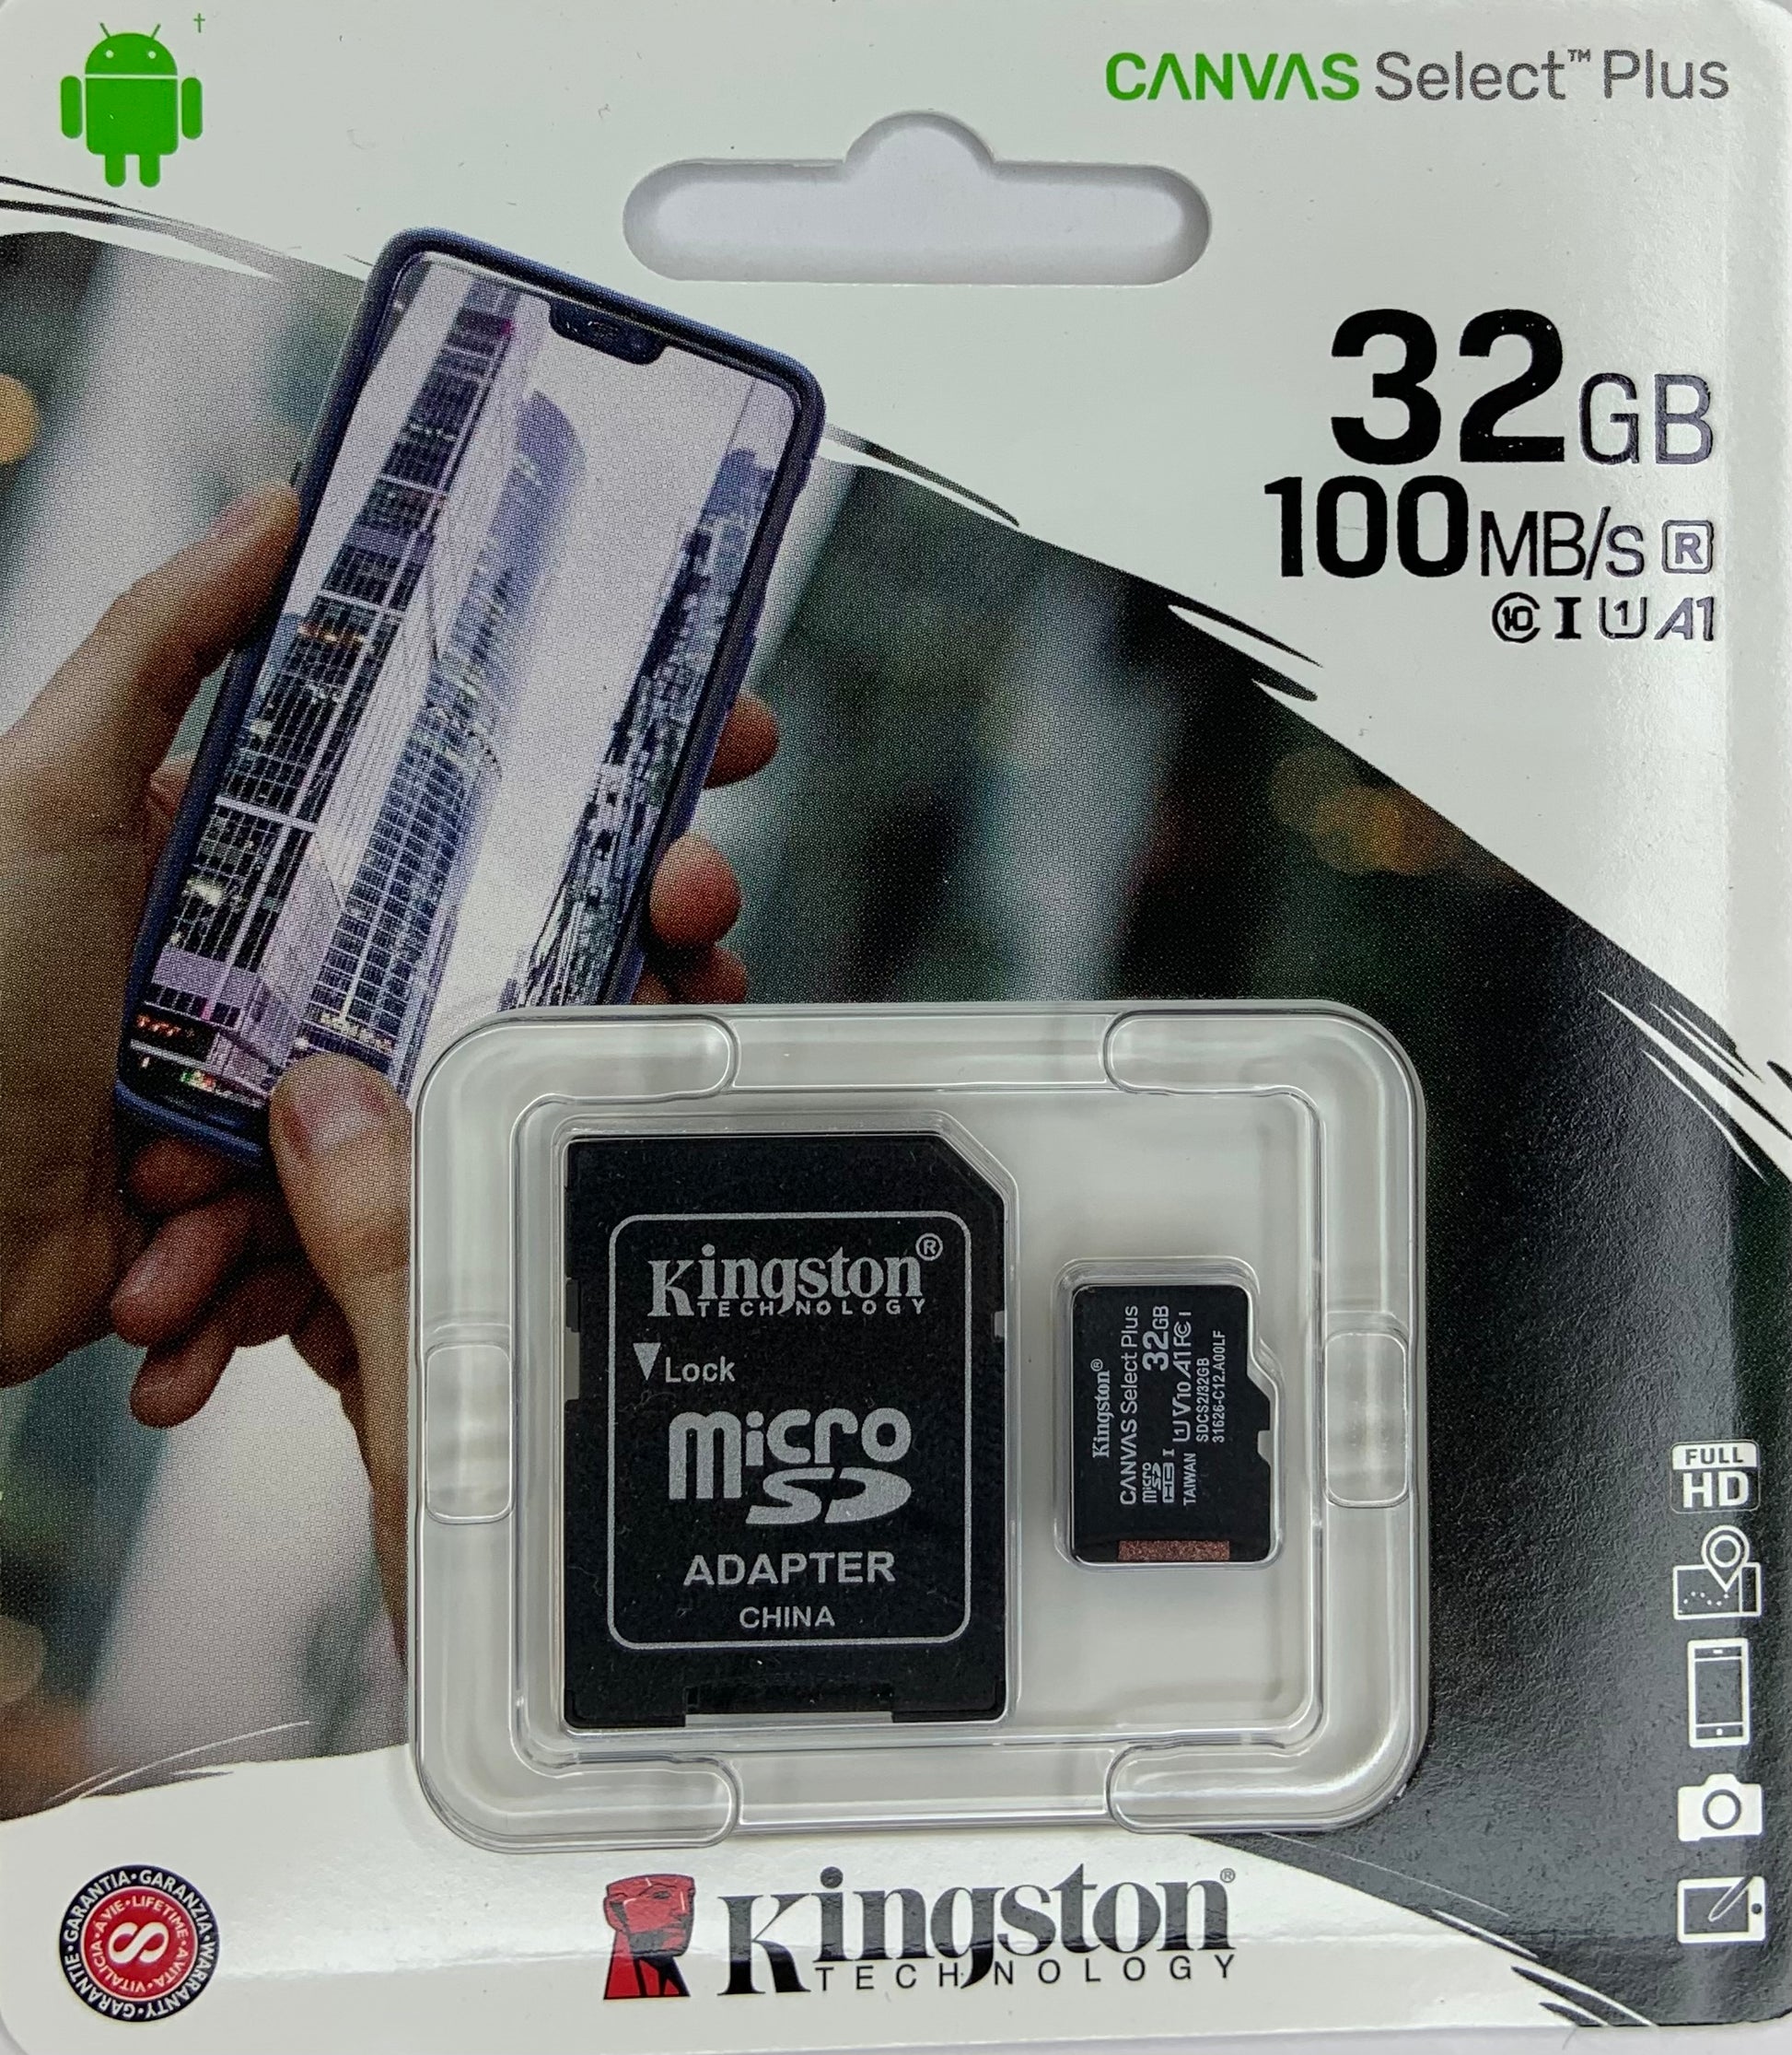 †
CANVAS Select™ Plus
32GB
100MB/s R
10 I U1 A1
Kingston®
TECHNOLOGY
Lock
micro
SD
ADAPTER
CHINA
Kingston®
CANVAS Select Plus
micro SD HC I 32GB
U1 V10 A1 FC I
TAIWAN SDCS2/32GB
31626-C12.A00LF
FULL
HD
GARANTIA·GARANZIA·WARRANTY·GARANTIE·
A VIE·LIFETIME·A VITA·VITALICIA·
Kingston®
TECHNOLOGY